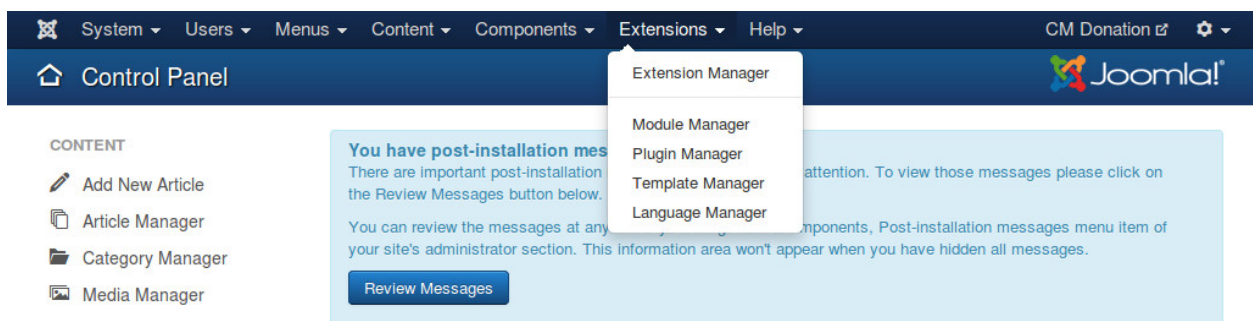 System Users Menus Content Components Extensions Help CM Donation
Control Panel
Joomla!
Extension Manager
Module Manager
Plugin Manager
Template Manager
Language Manager
CONTENT
Add New Article
Article Manager
Category Manager
Media Manager
You have post-installation mes
There are important post-installation attention. To view those messages please click on
the Review Messages button below.
You can review the messages at any mponents, Post-installation messages menu item of
your site's administrator section. This information area won't appear when you have hidden all messages.
Review Messages